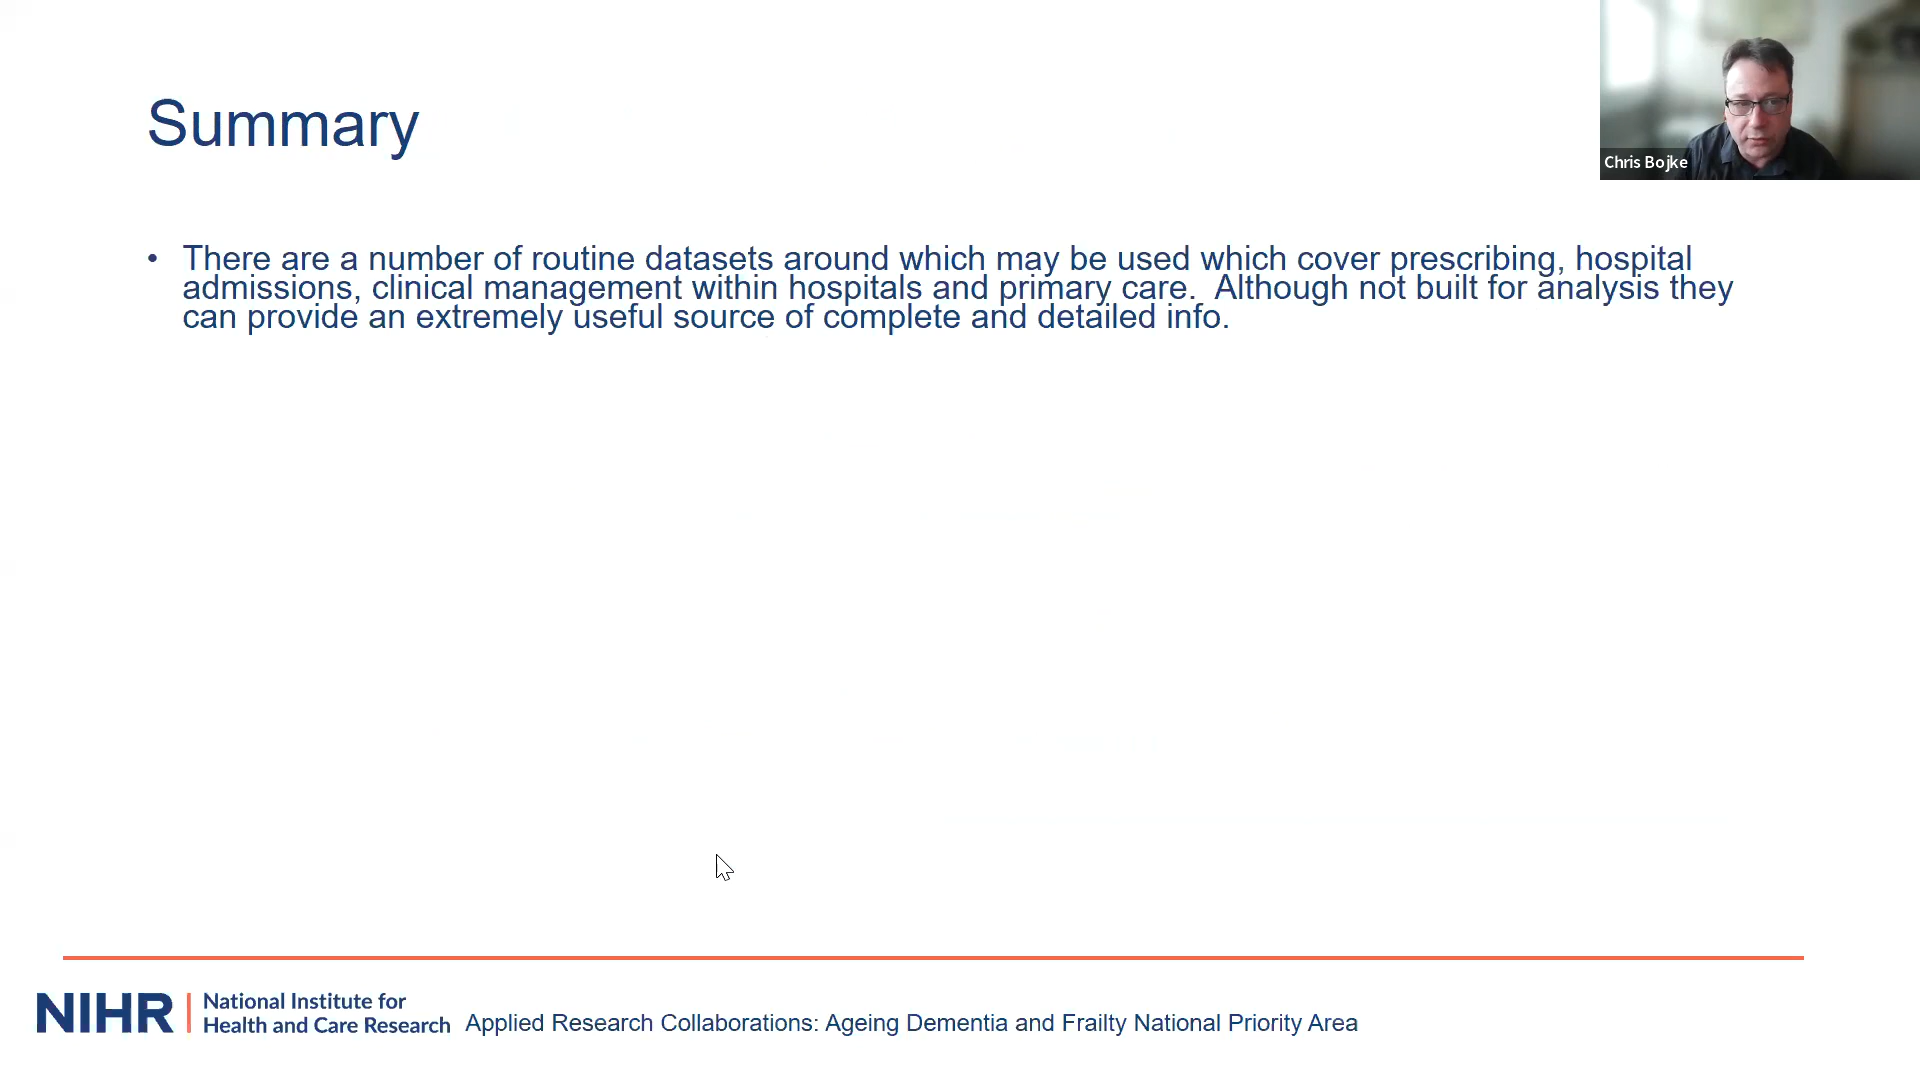 Summary
Chris Bojke
• There are a number of routine datasets around which may be used which cover prescribing, hospital
admissions, clinical management within hospitals and primary care.  Although not built for analysis they
can provide an extremely useful source of complete and detailed info.
NIHR
National Institute for
Health and Care Research
Applied Research Collaborations: Ageing Dementia and Frailty National Priority Area